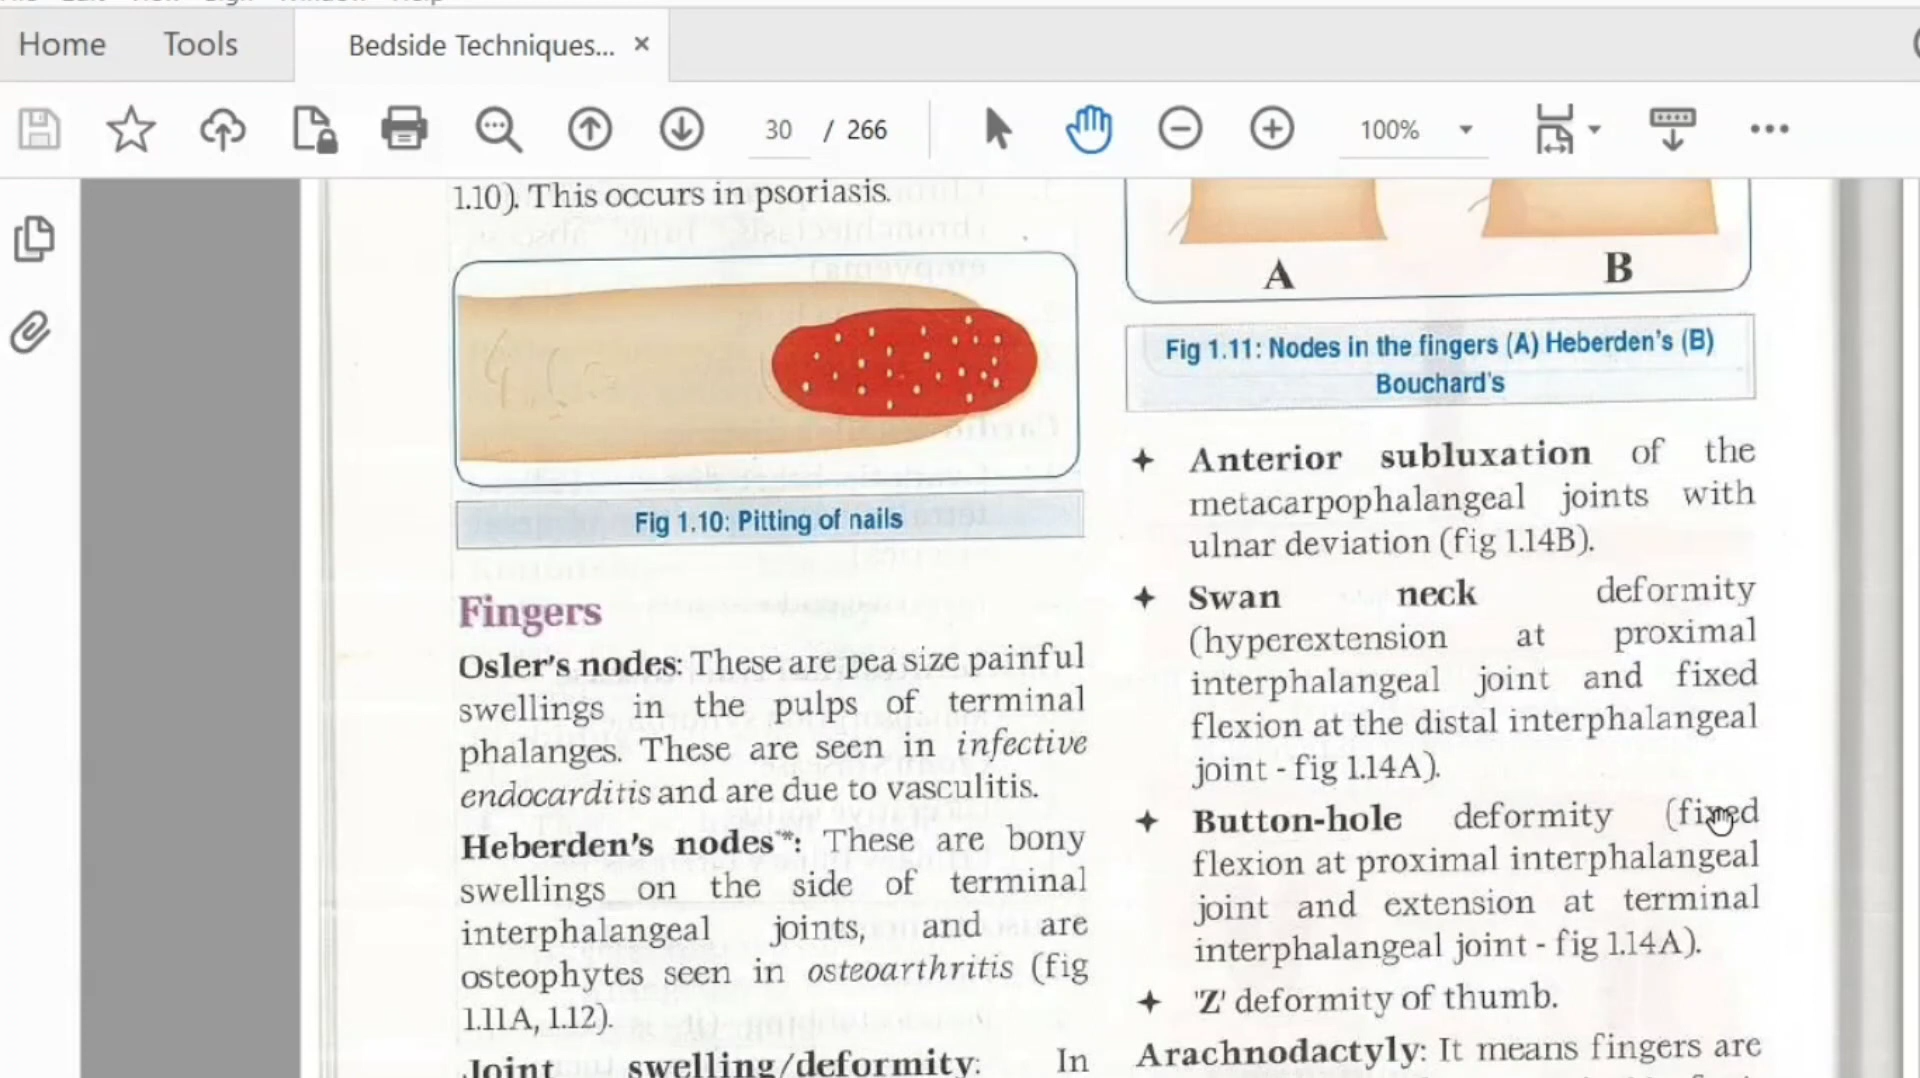 Home Tools Bedside Techniques... ×
30 / 266 100%
1.10). This occurs in psoriasis.
Fig 1.10: Pitting of nails
Fingers
Osler's nodes: These are pea size painful
swellings in the pulps of terminal
phalanges. These are seen in infective
endocarditis and are due to vasculitis.
Heberden's nodes**: These are bony
swellings on the side of terminal
interphalangeal joints, and are
osteophytes seen in osteoarthritis (fig
1.11A, 1.12).
Joint swelling/deformity: In
A B
Fig 1.11: Nodes in the fingers (A) Heberden's (B)
Bouchard's
Anterior subluxation of the
metacarpophalangeal joints with
ulnar deviation (fig 1.14B).
Swan neck deformity
(hyperextension at proximal
interphalangeal joint and fixed
flexion at the distal interphalangeal
joint - fig 1.14A).
Button-hole deformity (fixed
flexion at proximal interphalangeal
joint and extension at terminal
interphalangeal joint - fig 1.14A).
'Z' deformity of thumb.
Arachnodactyly: It means fingers are